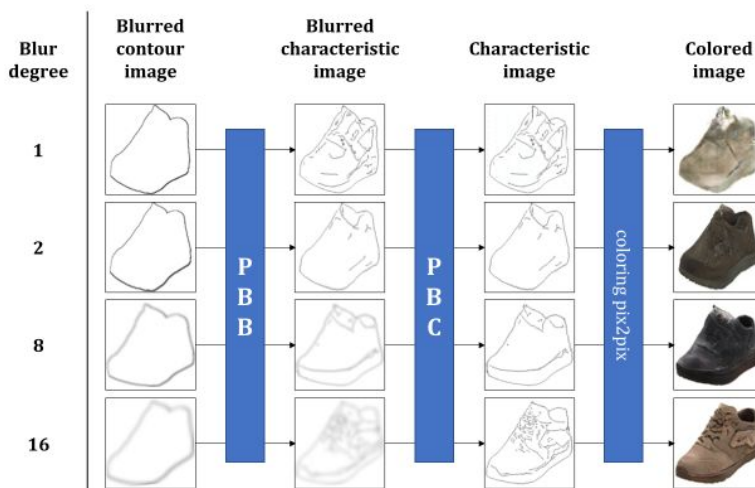 Blur
degree
Blurred
contour
image
Blurred
characteristic
image
Characteristic
image
Colored
image
1
2
8
16
P
B
B
P
B
C
coloring pix2pix